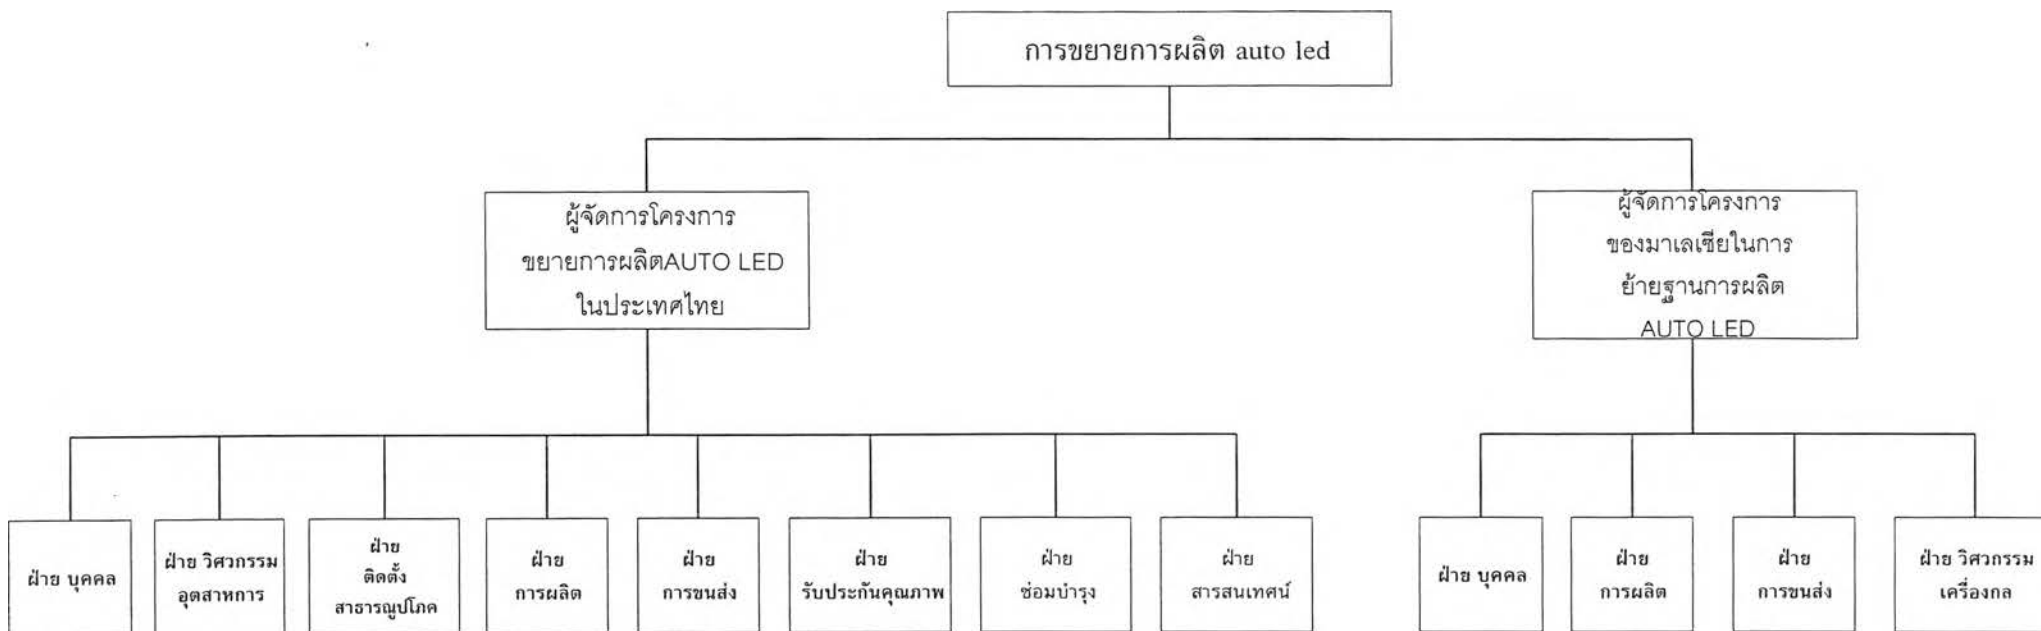 การขยายการผลิต auto led
ผู้จัดการโครงการ
ขยายการผลิตAUTO LED
ในประเทศไทย
ผู้จัดการโครงการ
ของมาเลเซียในการ
ย้ายฐานการผลิต
AUTO LED
ฝ่าย บุคคล
ฝ่าย วิศวกรรม
อุตสาหการ
ฝ่าย
ติดตั้ง
สาธารณูปโภค
ฝ่าย
การผลิต
ฝ่าย
การขนส่ง
ฝ่าย
รับประกันคุณภาพ
ฝ่าย
ซ่อมบำรุง
ฝ่าย
สารสนเทศน์
ฝ่าย บุคคล
ฝ่าย
การผลิต
ฝ่าย
การขนส่ง
ฝ่าย วิศวกรรม
เครื่องกล